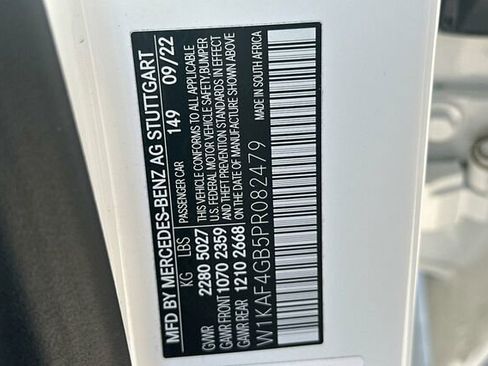 MFD BY MERCEDES-BENZ AG STUTTGART
149 09/22
KG LBS PASSENGER CAR
GVWR 2280 5027 THIS VEHICLE CONFORMS TO ALL APPLICABLE
U.S. FEDERAL MOTOR VEHICLE SAFETY, BUMPER
GAWR FRONT 1070 2359 AND THEFT PREVENTION STANDARDS IN EFFECT
GAWR REAR 1210 2668 ON THE DATE OF MANUFACTURE SHOWN ABOVE
MADE IN SOUTH AFRICA
W1KAF4GB5PR082479